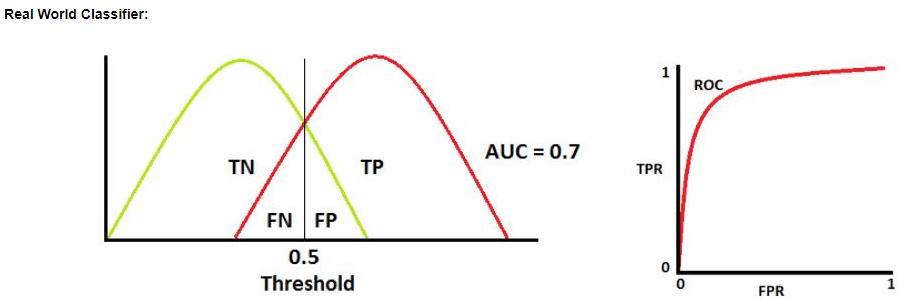 Real World Classifier:
TN
TP
FN FP
AUC = 0.7
0.5
Threshold
1
ROC
TPR
0
0
1
FPR